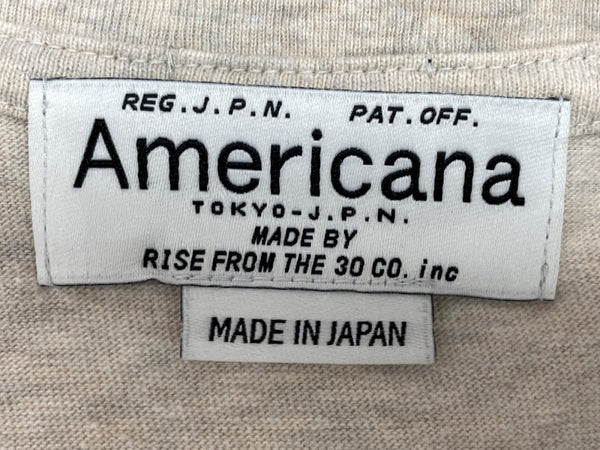 REG.J.P.N. PAT.OFF.
Americana
TOKYO-J.P.N.
MADE BY
RISE FROM THE 30 CO. inc
MADE IN JAPAN